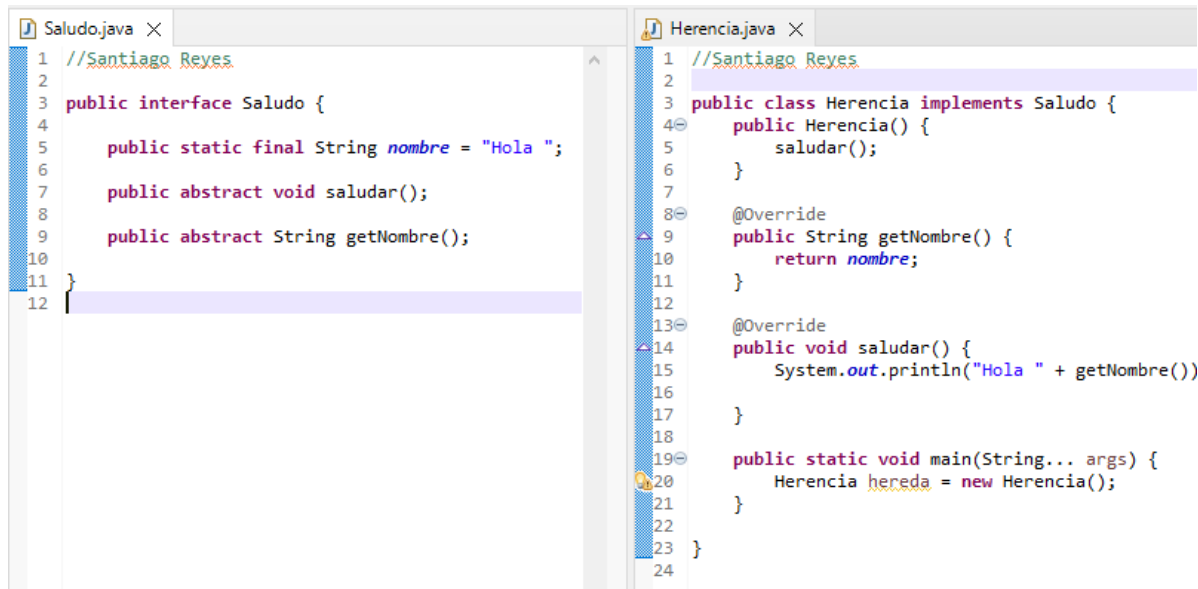 Saludo.java
1 //Santiago Reyes
2
3 public interface Saludo {
4
5     public static final String nombre = "Hola ";
6
7     public abstract void saludar();
8
9     public abstract String getNombre();
10
11 }
12
Herencia.java
1 //Santiago Reyes
2
3 public class Herencia implements Saludo {
4     public Herencia() {
5         saludar();
6     }
7
8     @Override
9     public String getNombre() {
10         return nombre;
11     }
12
13     @Override
14     public void saludar() {
15         System.out.println("Hola " + getNombre())
16
17     }
18
19     public static void main(String... args) {
20         Herencia hereda = new Herencia();
21     }
22
23 }
24